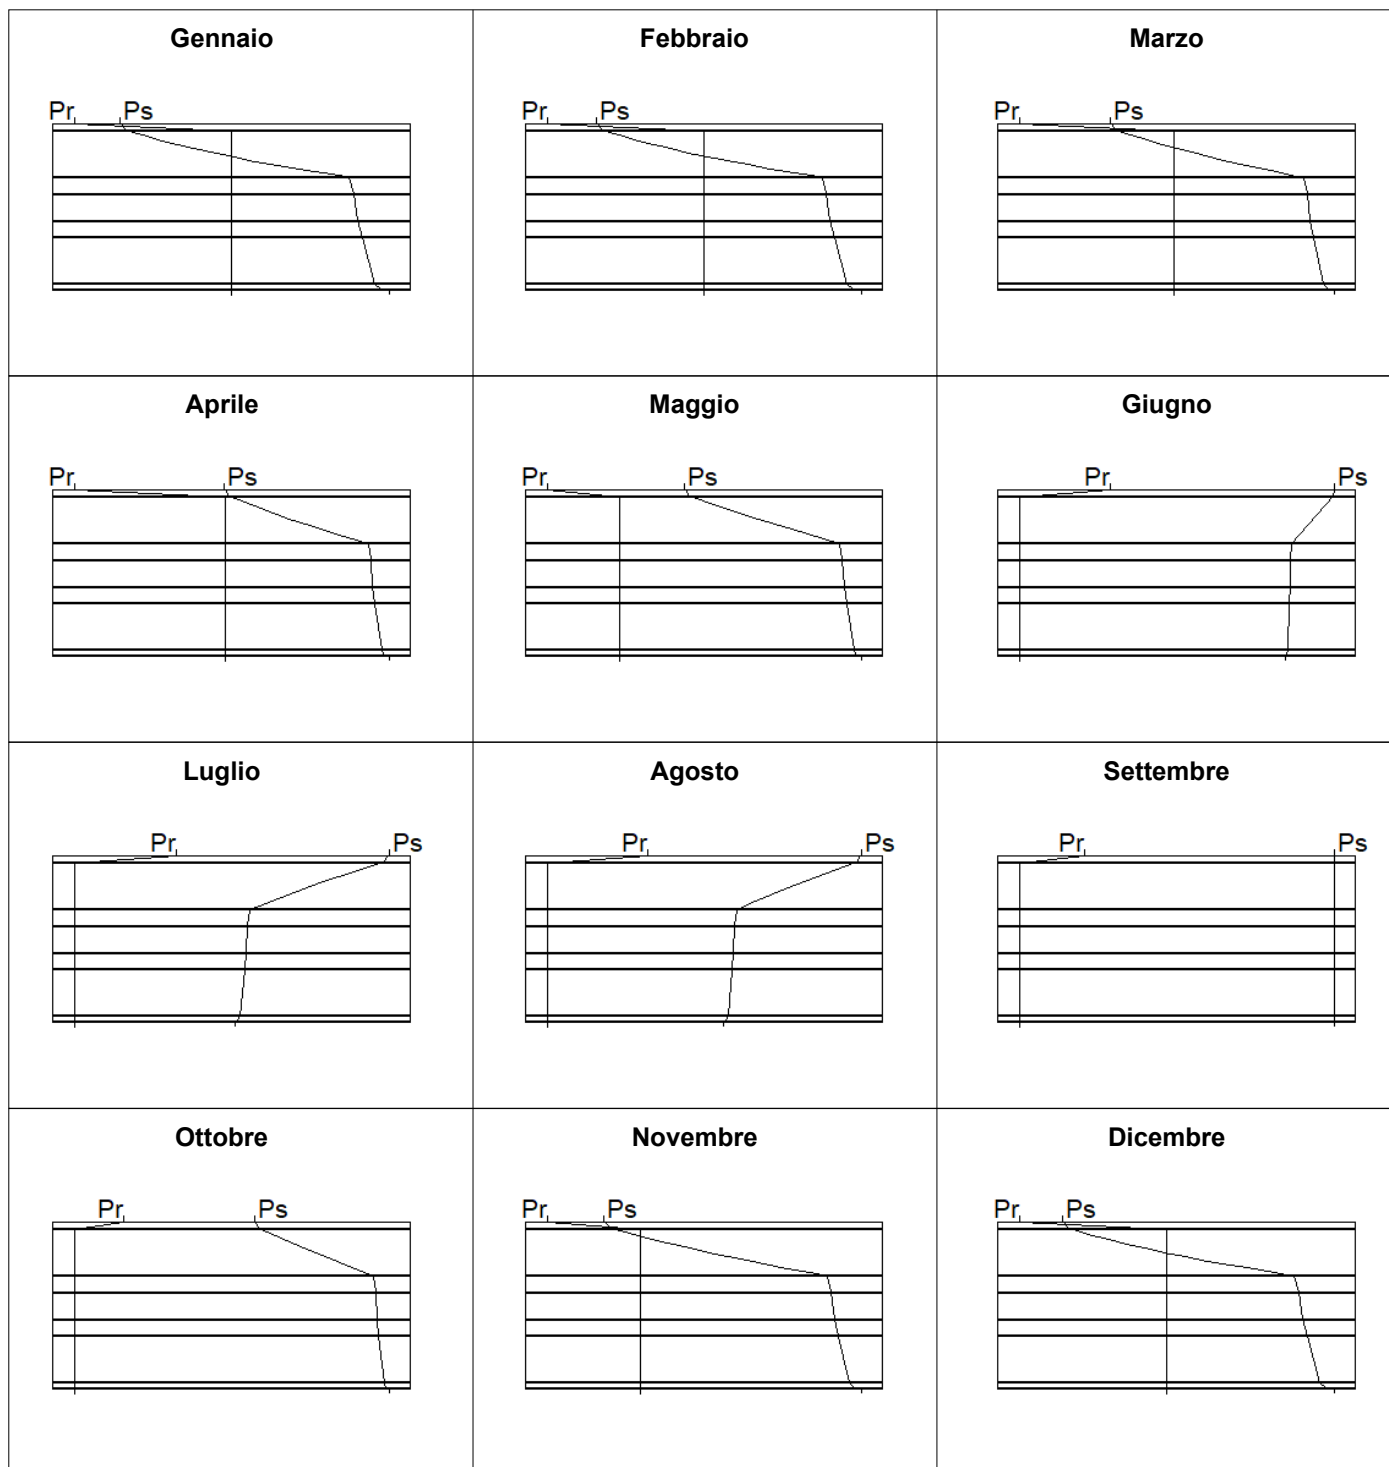 Gennaio Febbraio Marzo
Pr Ps Pr Ps Pr Ps
Aprile Maggio Giugno
Pr Ps Pr Ps Pr Ps
Luglio Agosto Settembre
Pr Ps Pr Ps Pr Ps
Ottobre Novembre Dicembre
Pr Ps Pr Ps Pr Ps